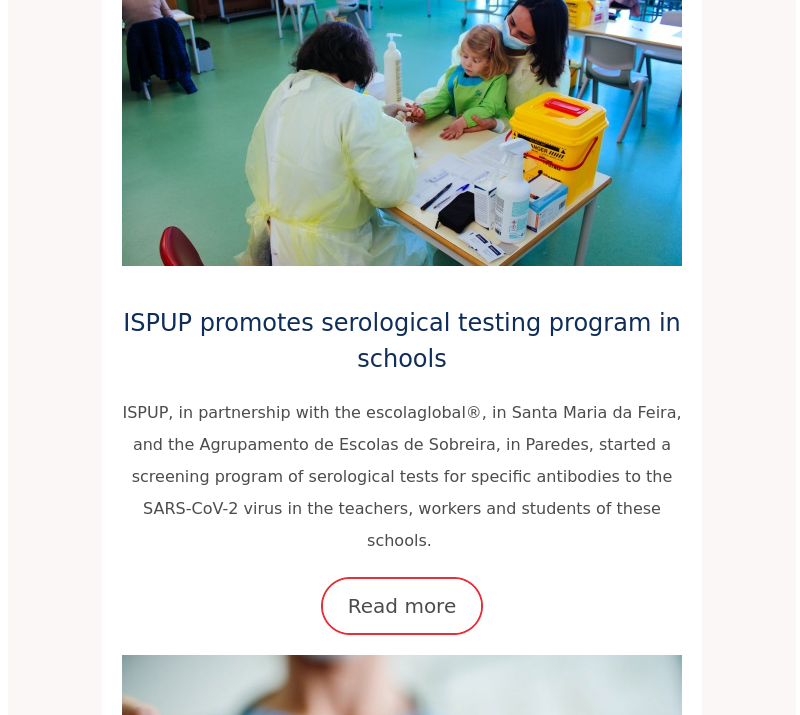 ISPUP promotes serological testing program in
schools
ISPUP, in partnership with the escolaglobal®, in Santa Maria da Feira,
and the Agrupamento de Escolas de Sobreira, in Paredes, started a
screening program of serological tests for specific antibodies to the
SARS-CoV-2 virus in the teachers, workers and students of these
schools.
Read more